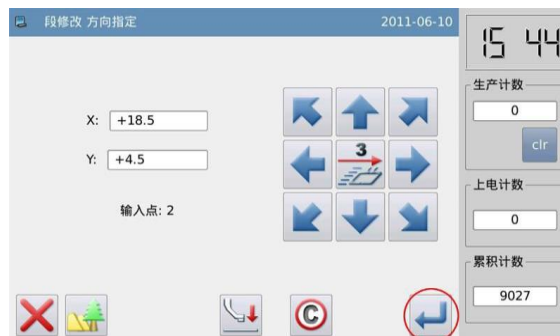 段修改 方向指定 2011-06-10
15 44
生产计数
0
clr
X: +18.5
Y: +4.5
输入点: 2
3
上电计数
0
累积计数
9027
C